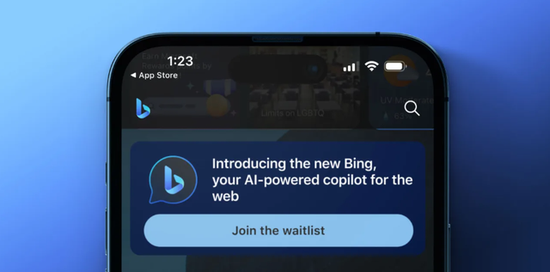 1:23
App Store
Introducing the new Bing,
your AI-powered copilot for the
web
Join the waitlist